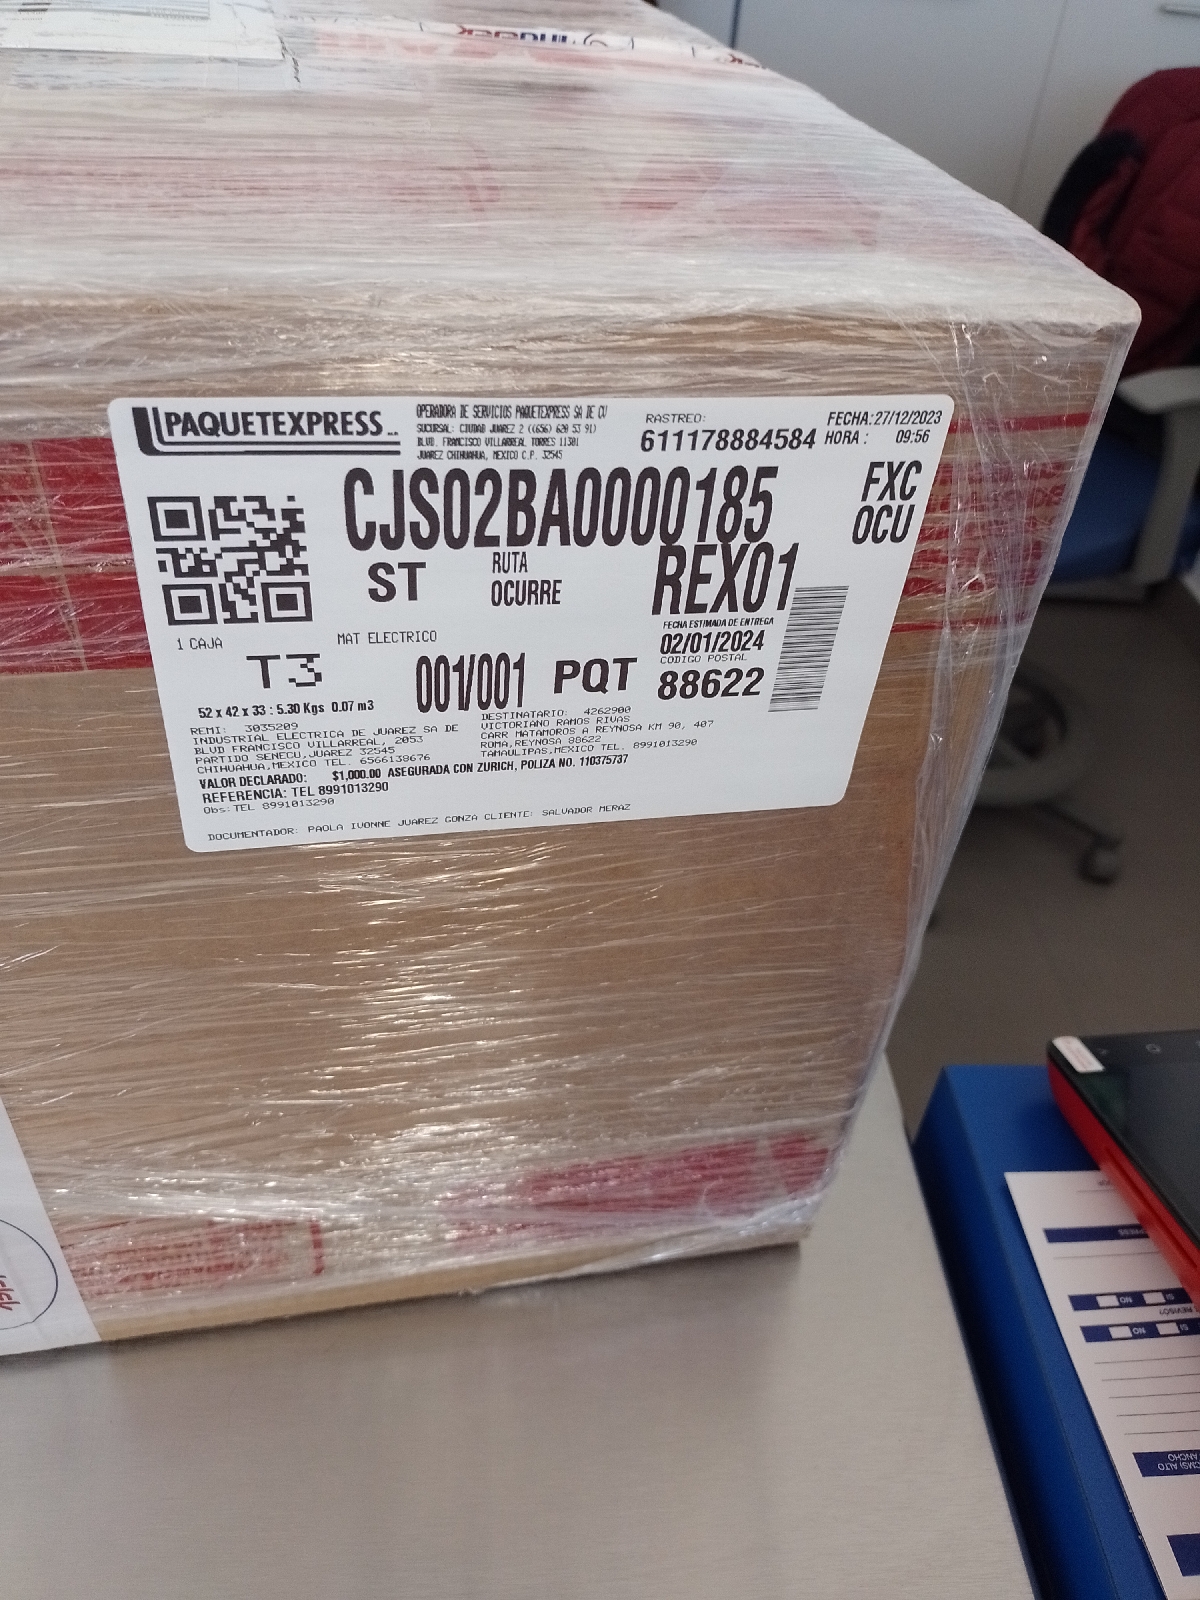 PAQUETEXPRESS
OPERADORA DE SERVICIOS PAQUETEXPRESS SA DE CV
SUCURSAL: CIUDAD JUAREZ 2 ((656) 620 53 91)
BLVD. FRANCISCO VILLARREAL TORRES 11301
JUAREZ CHIHUAHUA, MEXICO C.P. 32545
RASTREO:
611178884584
FECHA:27/12/2023
HORA : 09:56
CJS02BA0000185
FXC
OCU
ST
RUTA
OCURRE
REX01
FECHA ESTIMADA DE ENTREGA
02/01/2024
CODIGO POSTAL
88622
1 CAJA
MAT ELECTRICO
T3
001/001
PQT
52 x 42 x 33 : 5.30 Kgs 0.07 m3
REMI: 3035209
INDUSTRIAL ELECTRICA DE JUAREZ SA DE
BLVD FRANCISCO VILLARREAL, 2053
PARTIDO SENECU,JUAREZ 32545
CHIHUAHUA,MEXICO TEL. 6566138676
DESTINATARIO: 4262900
VICTORIANO RAMOS RIVAS
CARR MATAMOROS A REYNOSA KM 90, 407
ROMA,REYNOSA 88622
TAMAULIPAS,MEXICO TEL. 8991013290
VALOR DECLARADO: $1,000.00 ASEGURADA CON ZURICH, POLIZA NO. 110375737
REFERENCIA: TEL 8991013290
Obs: TEL 8991013290
DOCUMENTADOR: PAOLA IVONNE JUAREZ GONZA CLIENTE: SALVADOR MERAZ
SI NO
SI NO